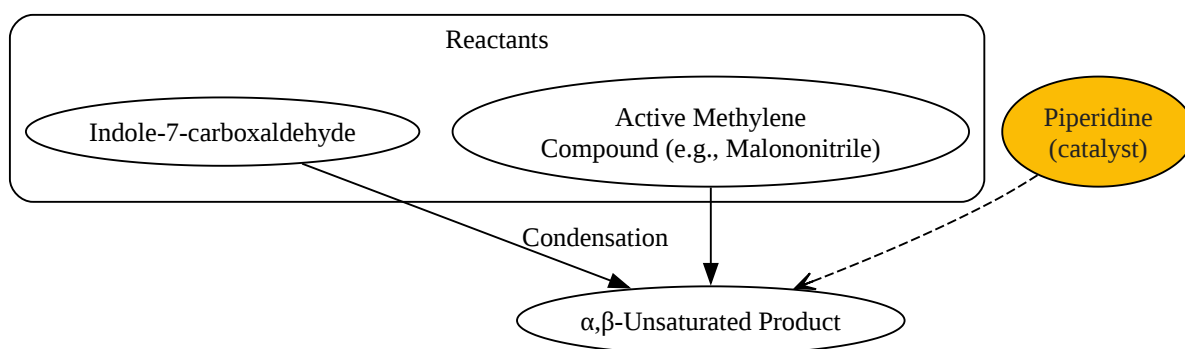 Reactants
Indole-7-carboxaldehyde
Active Methylene
Compound (e.g., Malononitrile)
Piperidine
(catalyst)
Condensation
α,β-Unsaturated Product